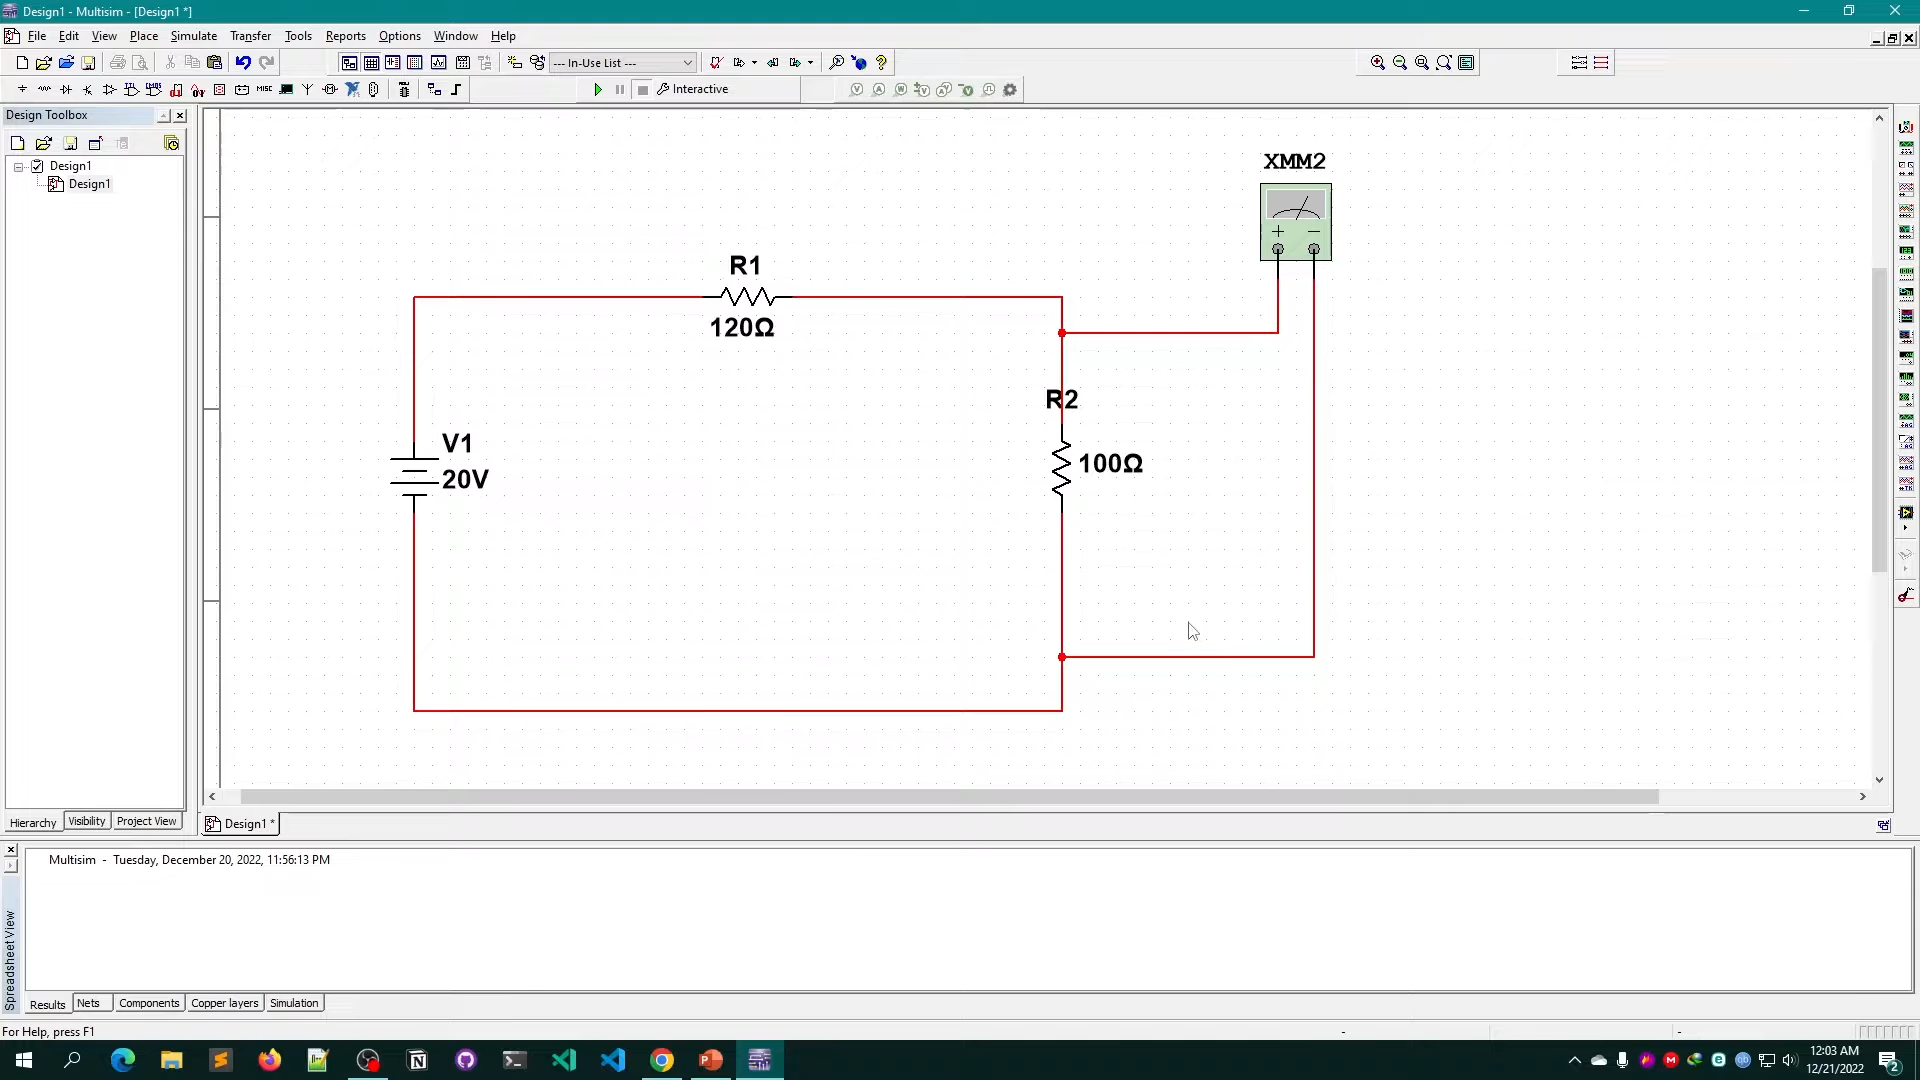 Design1 - Multisim - [Design1 *]
File Edit View Place Simulate Transfer Tools Reports Options Window Help
--- In-Use List ---
Interactive
Design Toolbox
Design1
Design1
XMM2
R1
120Ω
R2
100Ω
V1
20V
Hierarchy Visibility Project View
Design1 *
Multisim - Tuesday, December 20, 2022, 11:56:13 PM
Spreadsheet View
Results Nets Components Copper layers Simulation
For Help, press F1
12:03 AM
12/21/2022